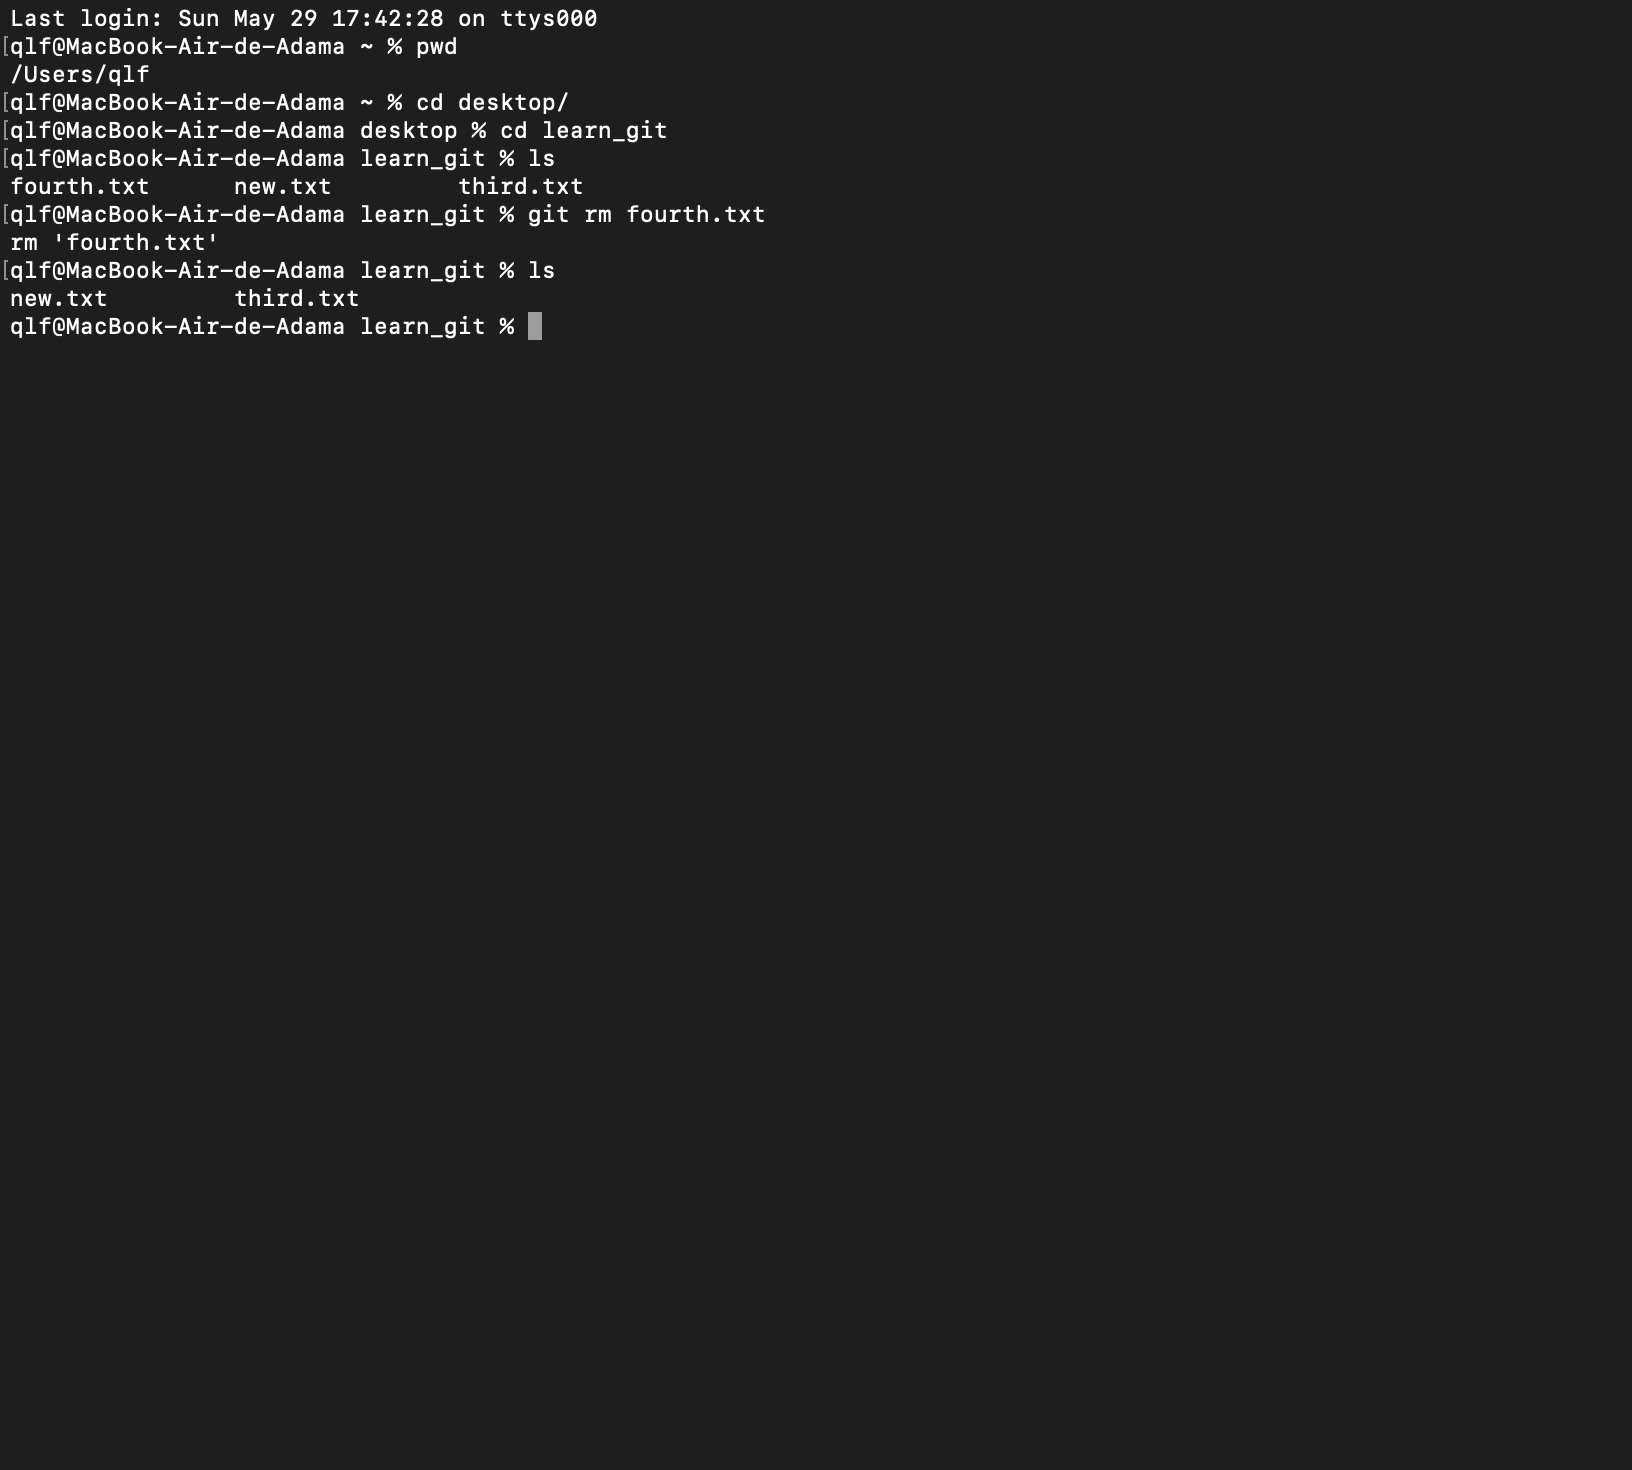 Last login: Sun May 29 17:42:28 on ttys000
[qlf@MacBook-Air-de-Adama ~ % pwd
/Users/qlf
[qlf@MacBook-Air-de-Adama ~ % cd desktop/
[qlf@MacBook-Air-de-Adama desktop % cd learn_git
[qlf@MacBook-Air-de-Adama learn_git % ls
fourth.txt      new.txt         third.txt
[qlf@MacBook-Air-de-Adama learn_git % git rm fourth.txt
rm 'fourth.txt'
[qlf@MacBook-Air-de-Adama learn_git % ls
new.txt         third.txt
qlf@MacBook-Air-de-Adama learn_git %